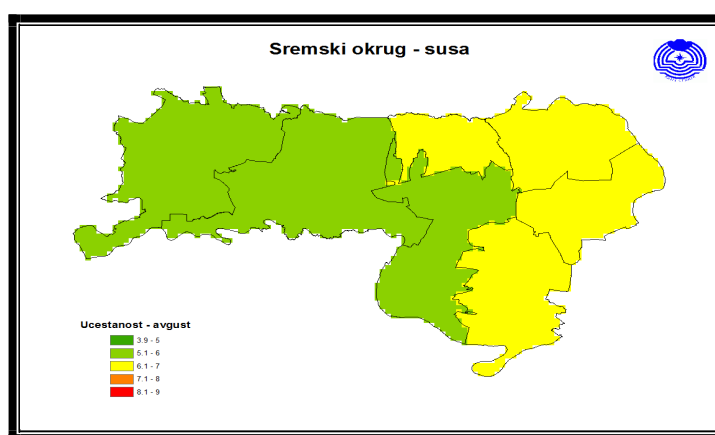 Sremski okrug - susa
Ucestanost - avgust
3.9 - 5
5.1 - 6
6.1 - 7
7.1 - 8
8.1 - 9